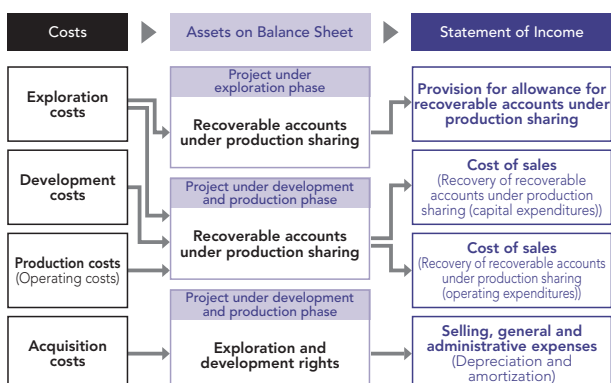 Costs
Assets on Balance Sheet
Statement of Income
Exploration
costs
Development
costs
Production costs
(Operating costs)
Acquisition
costs
Project under
exploration phase
Recoverable accounts
under production sharing
Project under development
and production phase
Recoverable accounts
under production sharing
Project under development
and production phase
Exploration and
development rights
Provision for allowance for
recoverable accounts under
production sharing
Cost of sales
(Recovery of recoverable
accounts under production
sharing (capital expenditures))
Cost of sales
(Recovery of recoverable accounts
under production sharing
(operating expenditures))
Selling, general and
administrative expenses
(Depreciation and
amortization)